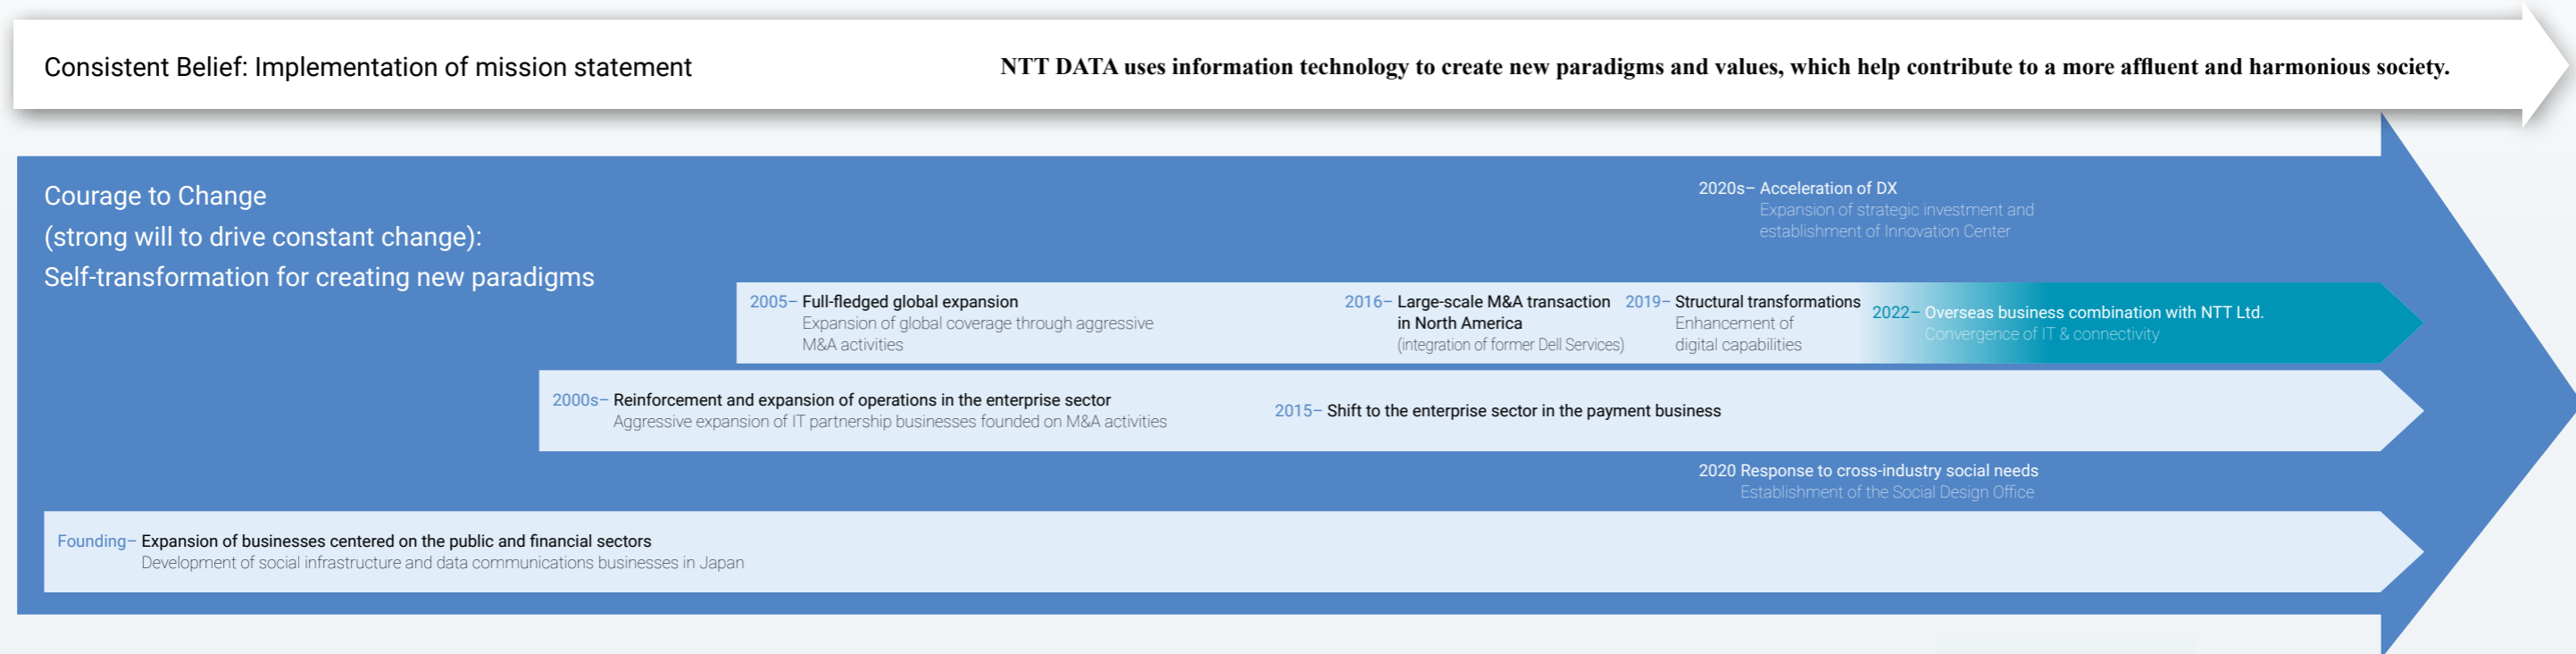 Consistent Belief: Implementation of mission statement
NTT DATA uses information technology to create new paradigms and values, which help contribute to a more affluent and harmonious society.
Courage to Change
(strong will to drive constant change):
Self-transformation for creating new paradigms
2020s– Acceleration of DX
Expansion of strategic investment and
establishment of Innovation Center
2005– Full-fledged global expansion
Expansion of global coverage through aggressive
M&A activities
2016– Large-scale M&A transaction
in North America
(integration of former Dell Services)
2019– Structural transformations
Enhancement of
digital capabilities
2022– Overseas business combination with NTT Ltd.
Convergence of IT & connectivity
2000s– Reinforcement and expansion of operations in the enterprise sector
Aggressive expansion of IT partnership businesses founded on M&A activities
2015– Shift to the enterprise sector in the payment business
2020 Response to cross-industry social needs
Establishment of the Social Design Office
Founding– Expansion of businesses centered on the public and financial sectors
Development of social infrastructure and data communications businesses in Japan